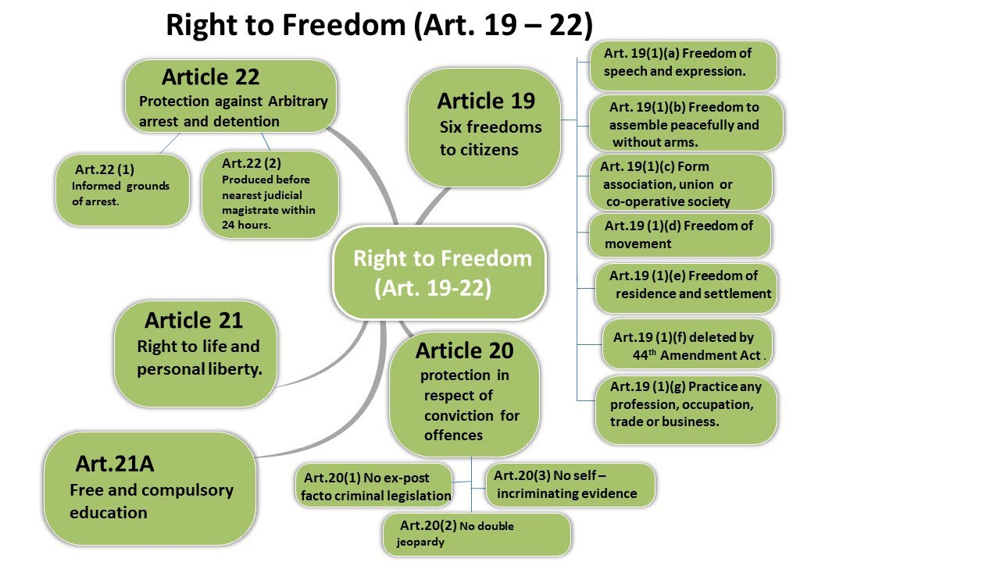 Right to Freedom (Art. 19 – 22)
Article 22
Protection against Arbitrary
arrest and detention
Art.22 (1)
Informed grounds
of arrest.
Art.22 (2)
Produced before
nearest judicial
magistrate within
24 hours.
Article 19
Six freedoms
to citizens
Art. 19(1)(a) Freedom of
speech and expression.
Art. 19(1)(b) Freedom to
assemble peacefully and
without arms.
Art. 19(1)(c) Form
association, union or
co-operative society
Art.19 (1)(d) Freedom of
movement
Art.19 (1)(e) Freedom of
residence and settlement
Art.19 (1)(f) deleted by
44th Amendment Act .
Art.19 (1)(g) Practice any
profession, occupation,
trade or business.
Right to Freedom
(Art. 19-22)
Article 21
Right to life and
personal liberty.
Article 20
protection in
respect of
conviction for
offences
Art.21A
Free and compulsory
education
Art.20(1) No ex-post
facto criminal legislation
Art.20(3) No self –
incriminating evidence
Art.20(2) No double
jeopardy